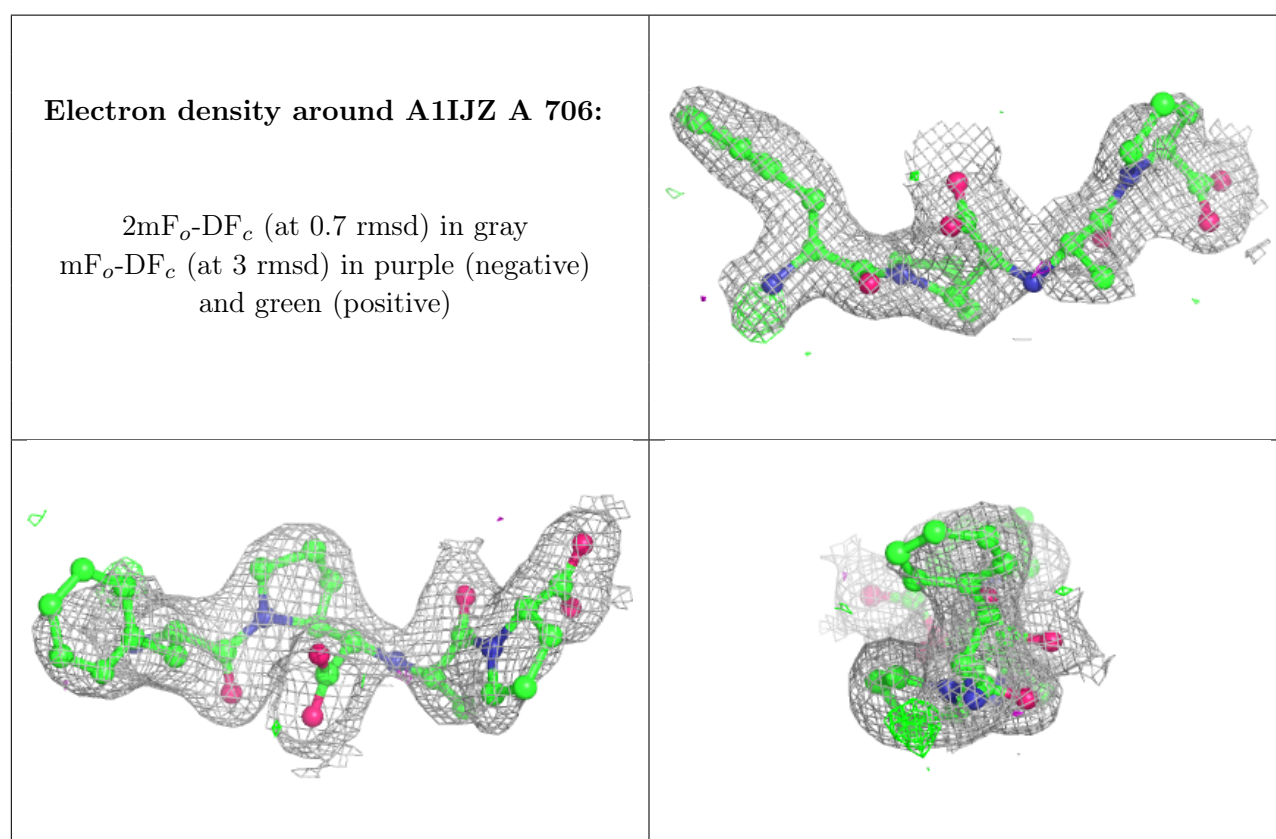 Electron density around A1IJZ A 706:
2mFo-DFc (at 0.7 rmsd) in gray
mFo-DFc (at 3 rmsd) in purple (negative)
and green (positive)